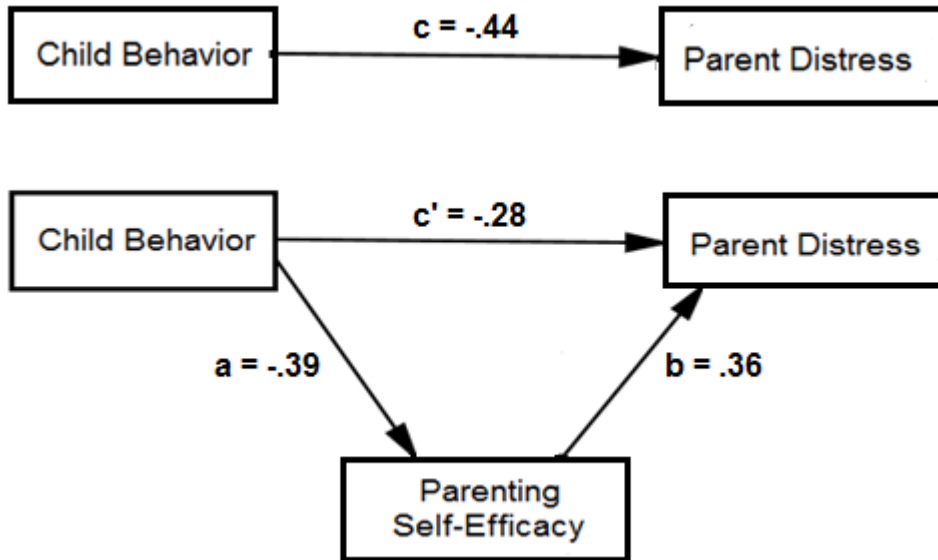 c = -.44
Child Behavior
Parent Distress
c' = -.28
Child Behavior
Parent Distress
a = -.39
b = .36
Parenting
Self-Efficacy